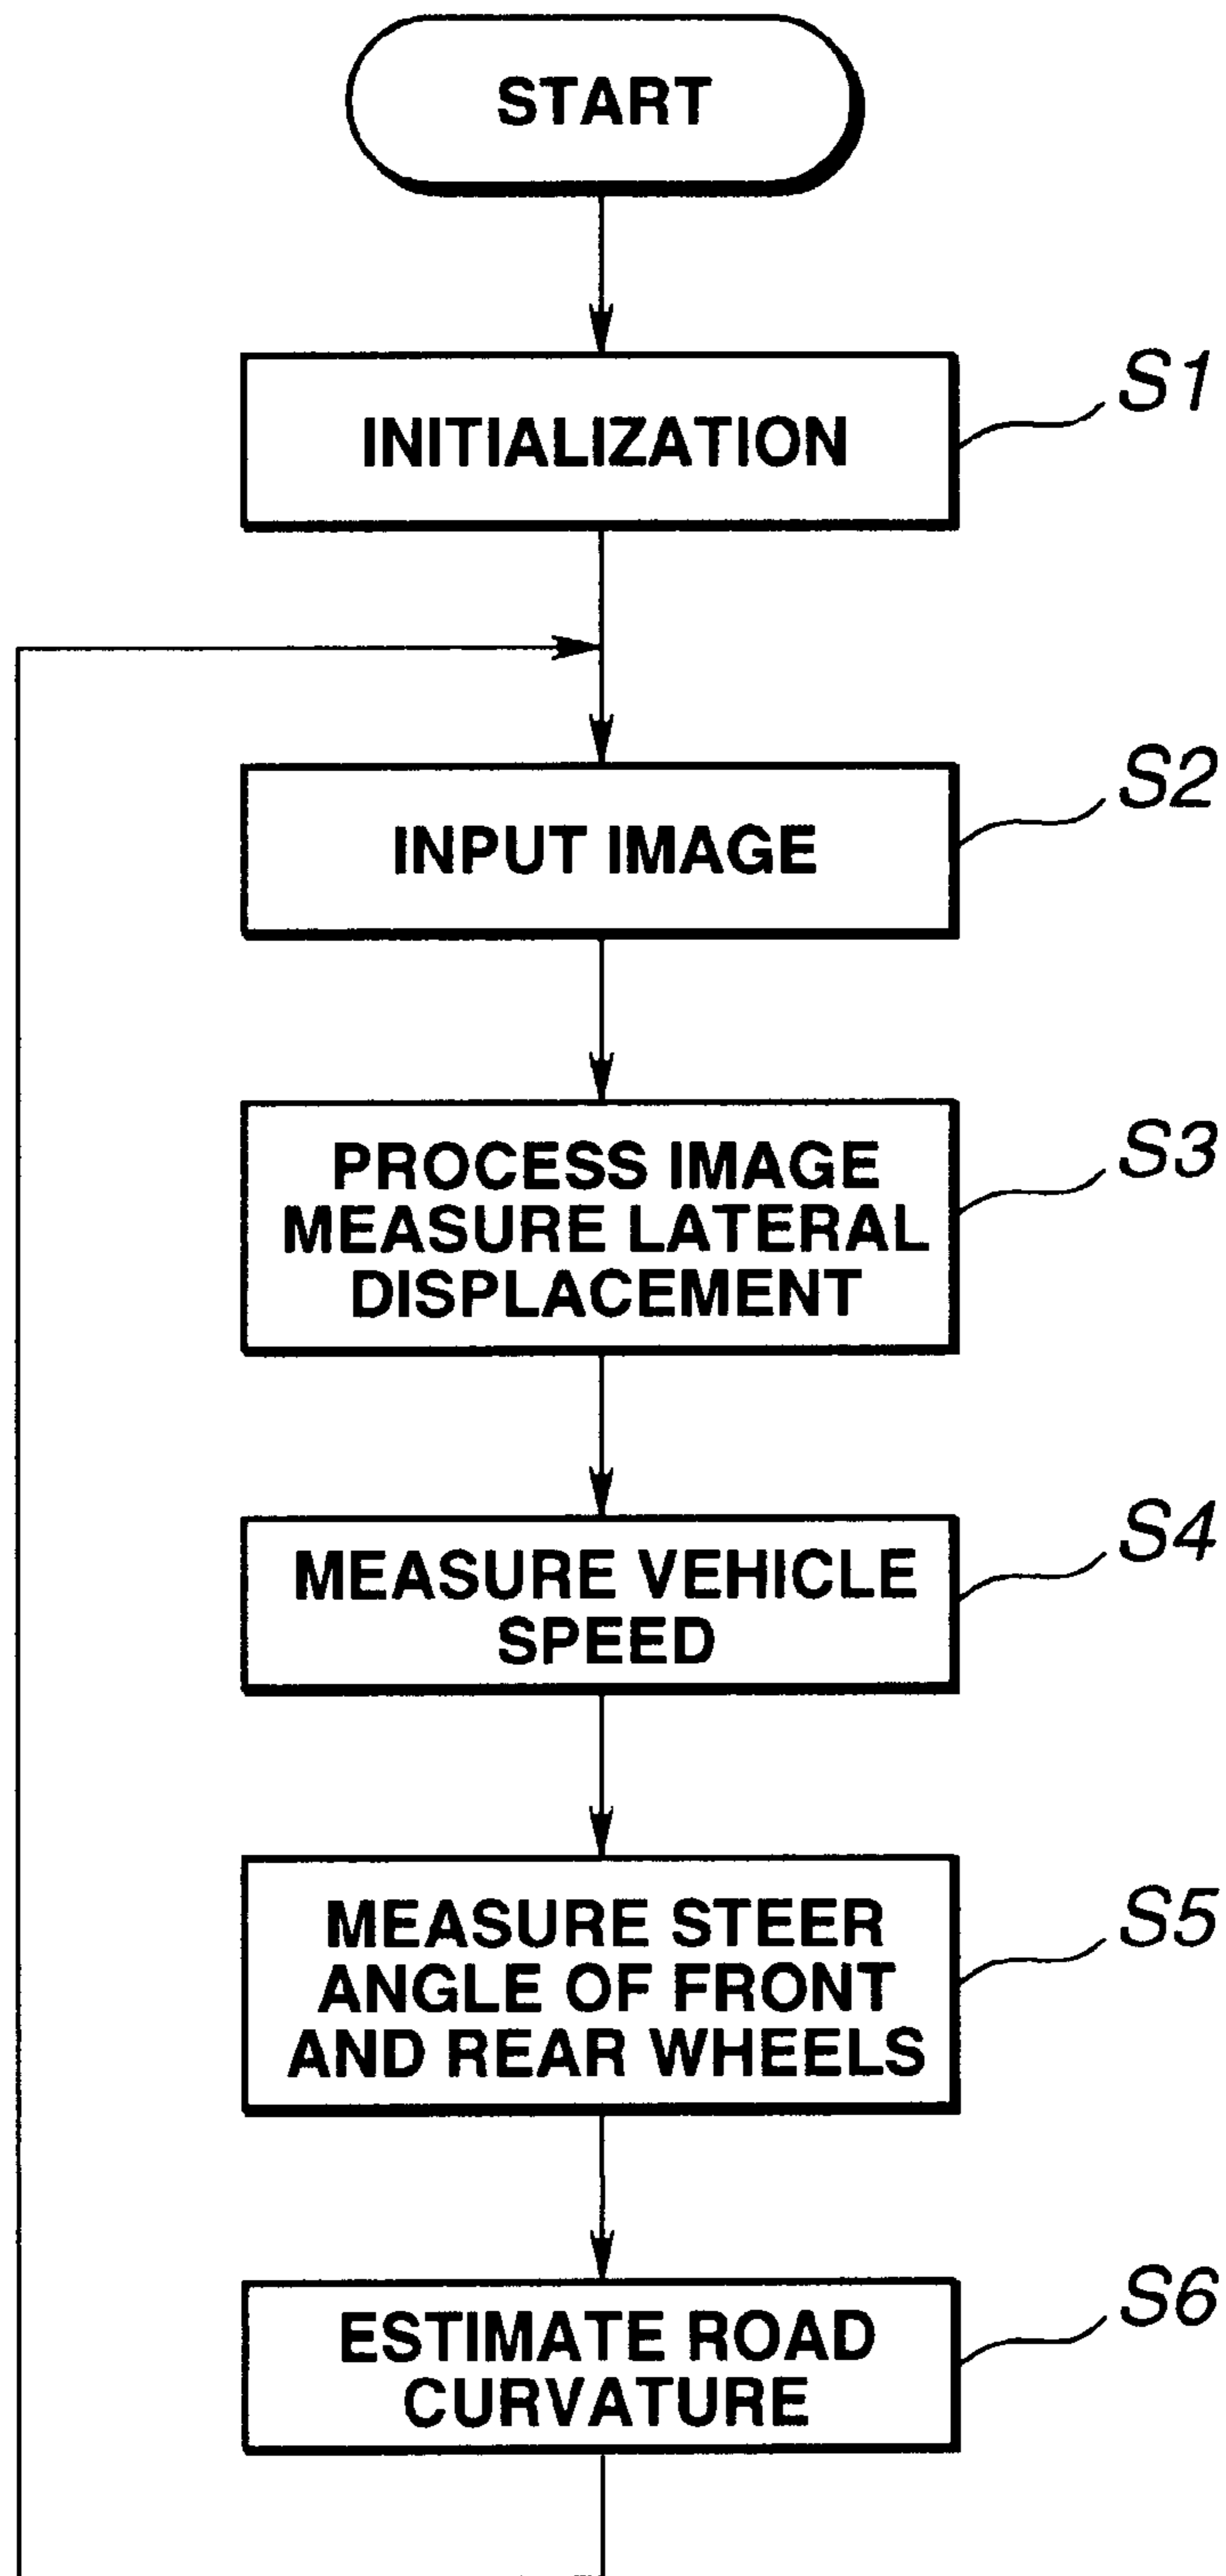 START
INITIALIZATION
S1
INPUT IMAGE
S2
PROCESS IMAGE
MEASURE LATERAL
DISPLACEMENT
S3
MEASURE VEHICLE
SPEED
S4
MEASURE STEER
ANGLE OF FRONT
AND REAR WHEELS
S5
ESTIMATE ROAD
CURVATURE
S6